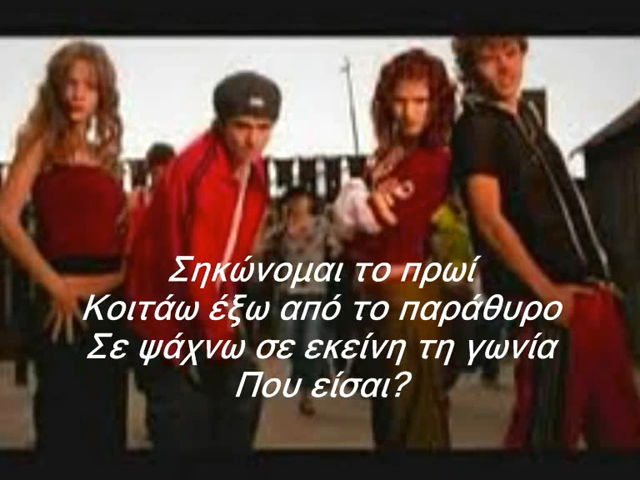 Σηκώνομαι το πρωί
Κοιτάω έξω από το παράθυρο
Σε ψάχνω σε εκείνη τη γωνία
Που είσαι?